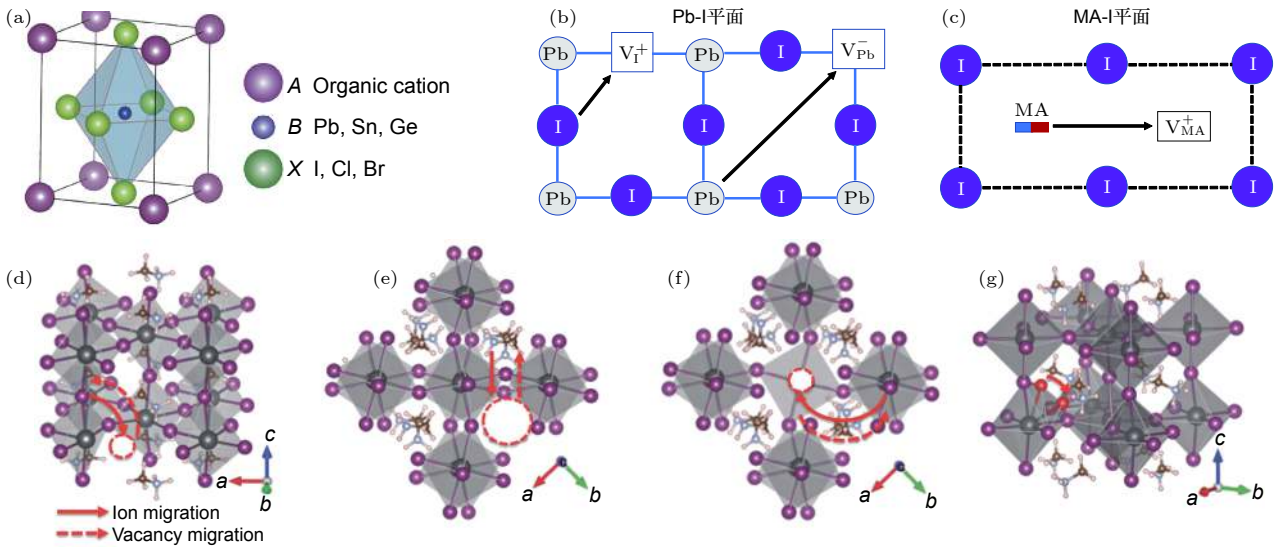 (a)
A Organic cation
B Pb, Sn, Ge
X I, Cl, Br
(b)
Pb-I平面
Pb V_I^+ Pb I V_Pb^-
I I I
Pb I Pb I Pb
(c)
MA-I平面
I I I
MA V_MA^+
I I I
(d)
c
a
b
Ion migration
Vacancy migration
(e)
c
a
b
(f)
c
a
b
(g)
c
a
b